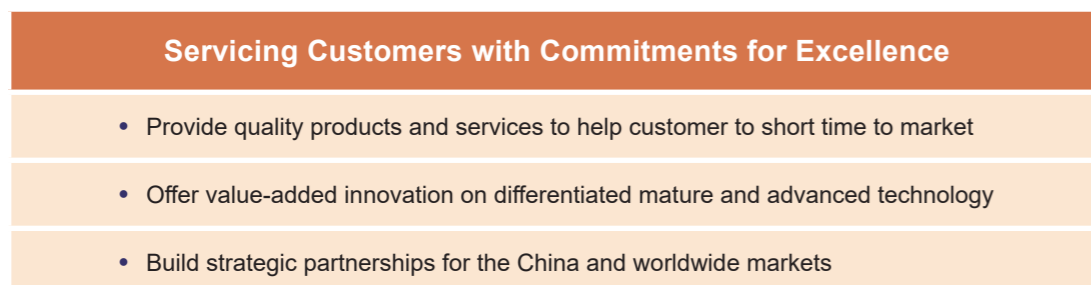 Servicing Customers with Commitments for Excellence
• Provide quality products and services to help customer to short time to market
• Offer value-added innovation on differentiated mature and advanced technology
• Build strategic partnerships for the China and worldwide markets